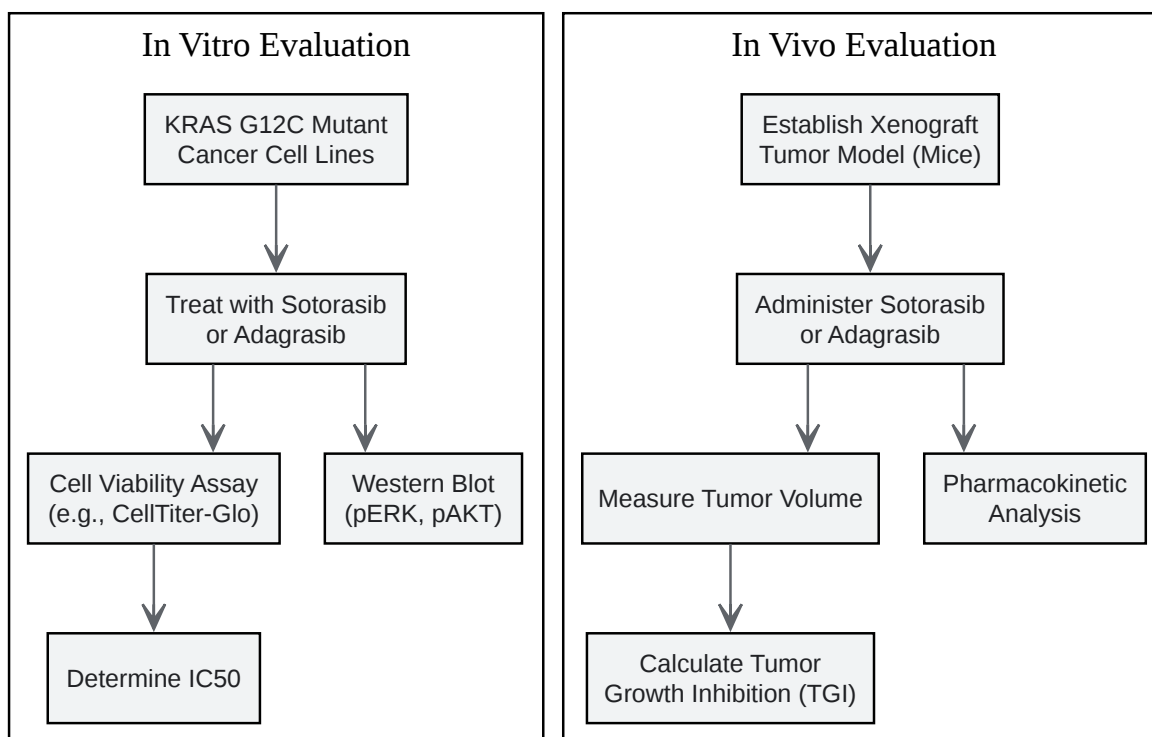 In Vitro Evaluation
KRAS G12C Mutant
Cancer Cell Lines
Treat with Sotorasib
or Adagrasib
Cell Viability Assay
(e.g., CellTiter-Glo)
Western Blot
(pERK, pAKT)
Determine IC50
In Vivo Evaluation
Establish Xenograft
Tumor Model (Mice)
Administer Sotorasib
or Adagrasib
Measure Tumor Volume
Pharmacokinetic
Analysis
Calculate Tumor
Growth Inhibition (TGI)